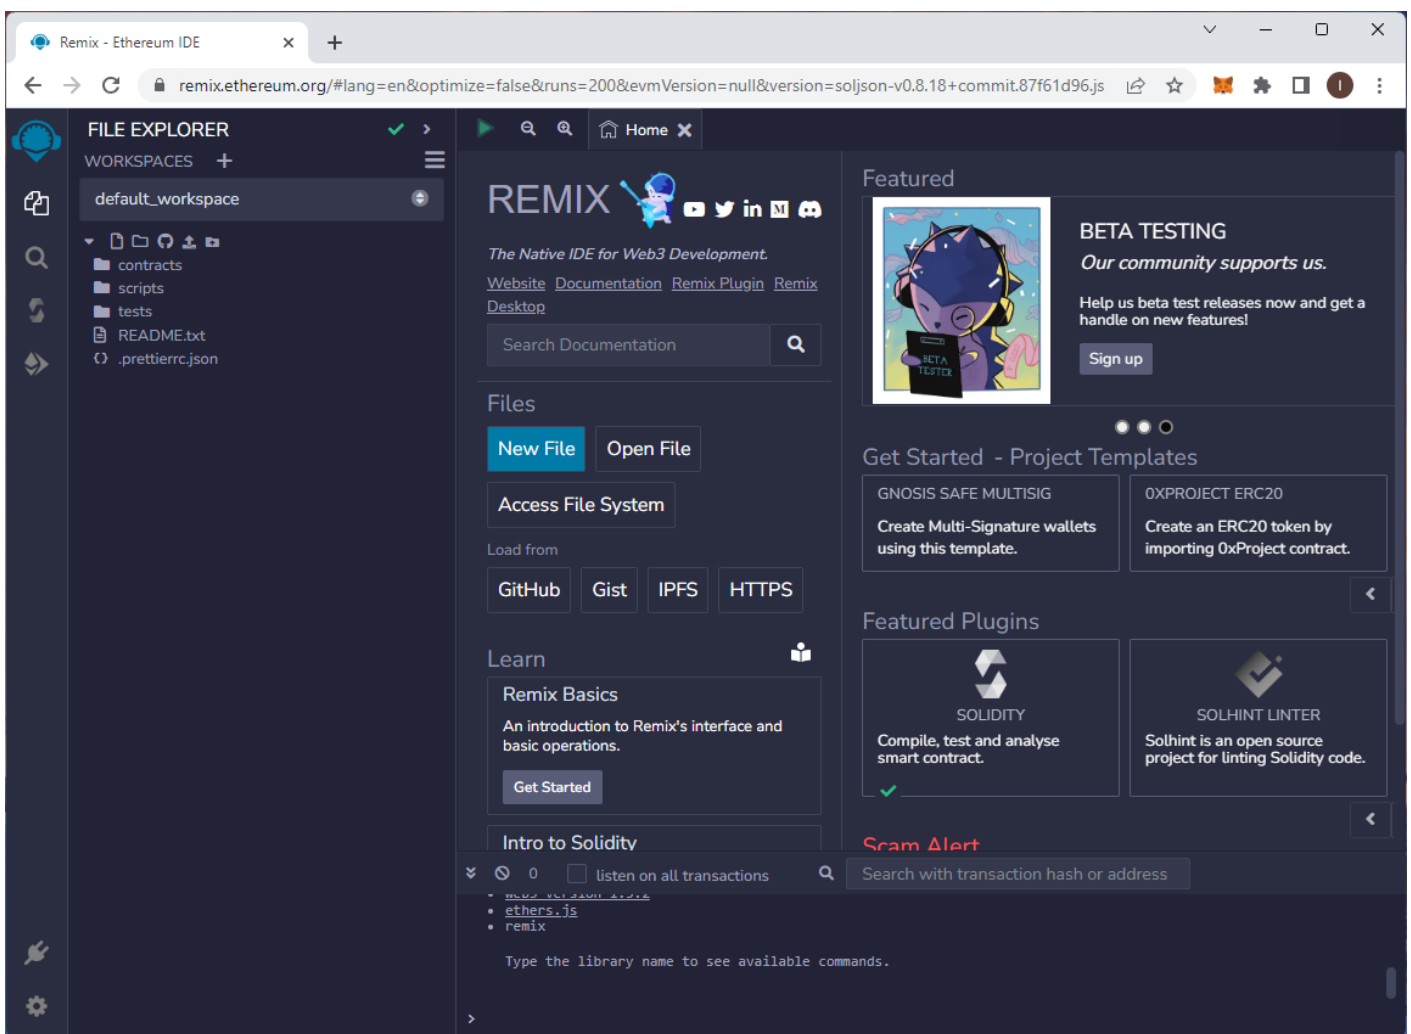 Remix - Ethereum IDE
remix.ethereum.org/#lang=en&optimize=false&runs=200&evmVersion=null&version=soljson-v0.8.18+commit.87f61d96.js
I
FILE EXPLORER
WORKSPACES
default_workspace
contracts
scripts
tests
README.txt
.prettierrc.json
Home
REMIX
The Native IDE for Web3 Development.
Website Documentation Remix Plugin Remix
Desktop
Search Documentation
Files
New File Open File
Access File System
Load from
GitHub Gist IPFS HTTPS
Learn
Remix Basics
An introduction to Remix's interface and
basic operations.
Get Started
Intro to Solidity
Featured
BETA
TESTER
BETA TESTING
Our community supports us.
Help us beta test releases now and get a
handle on new features!
Sign up
Get Started - Project Templates
GNOSIS SAFE MULTISIG
Create Multi-Signature wallets
using this template.
0XPROJECT ERC20
Create an ERC20 token by
importing 0xProject contract.
Featured Plugins
SOLIDITY
Compile, test and analyse
smart contract.
SOLHINT LINTER
Solhint is an open source
project for linting Solidity code.
Scam Alert
0 listen on all transactions Search with transaction hash or address
web3 version 1.5.2
ethers.js
remix
Type the library name to see available commands.
>